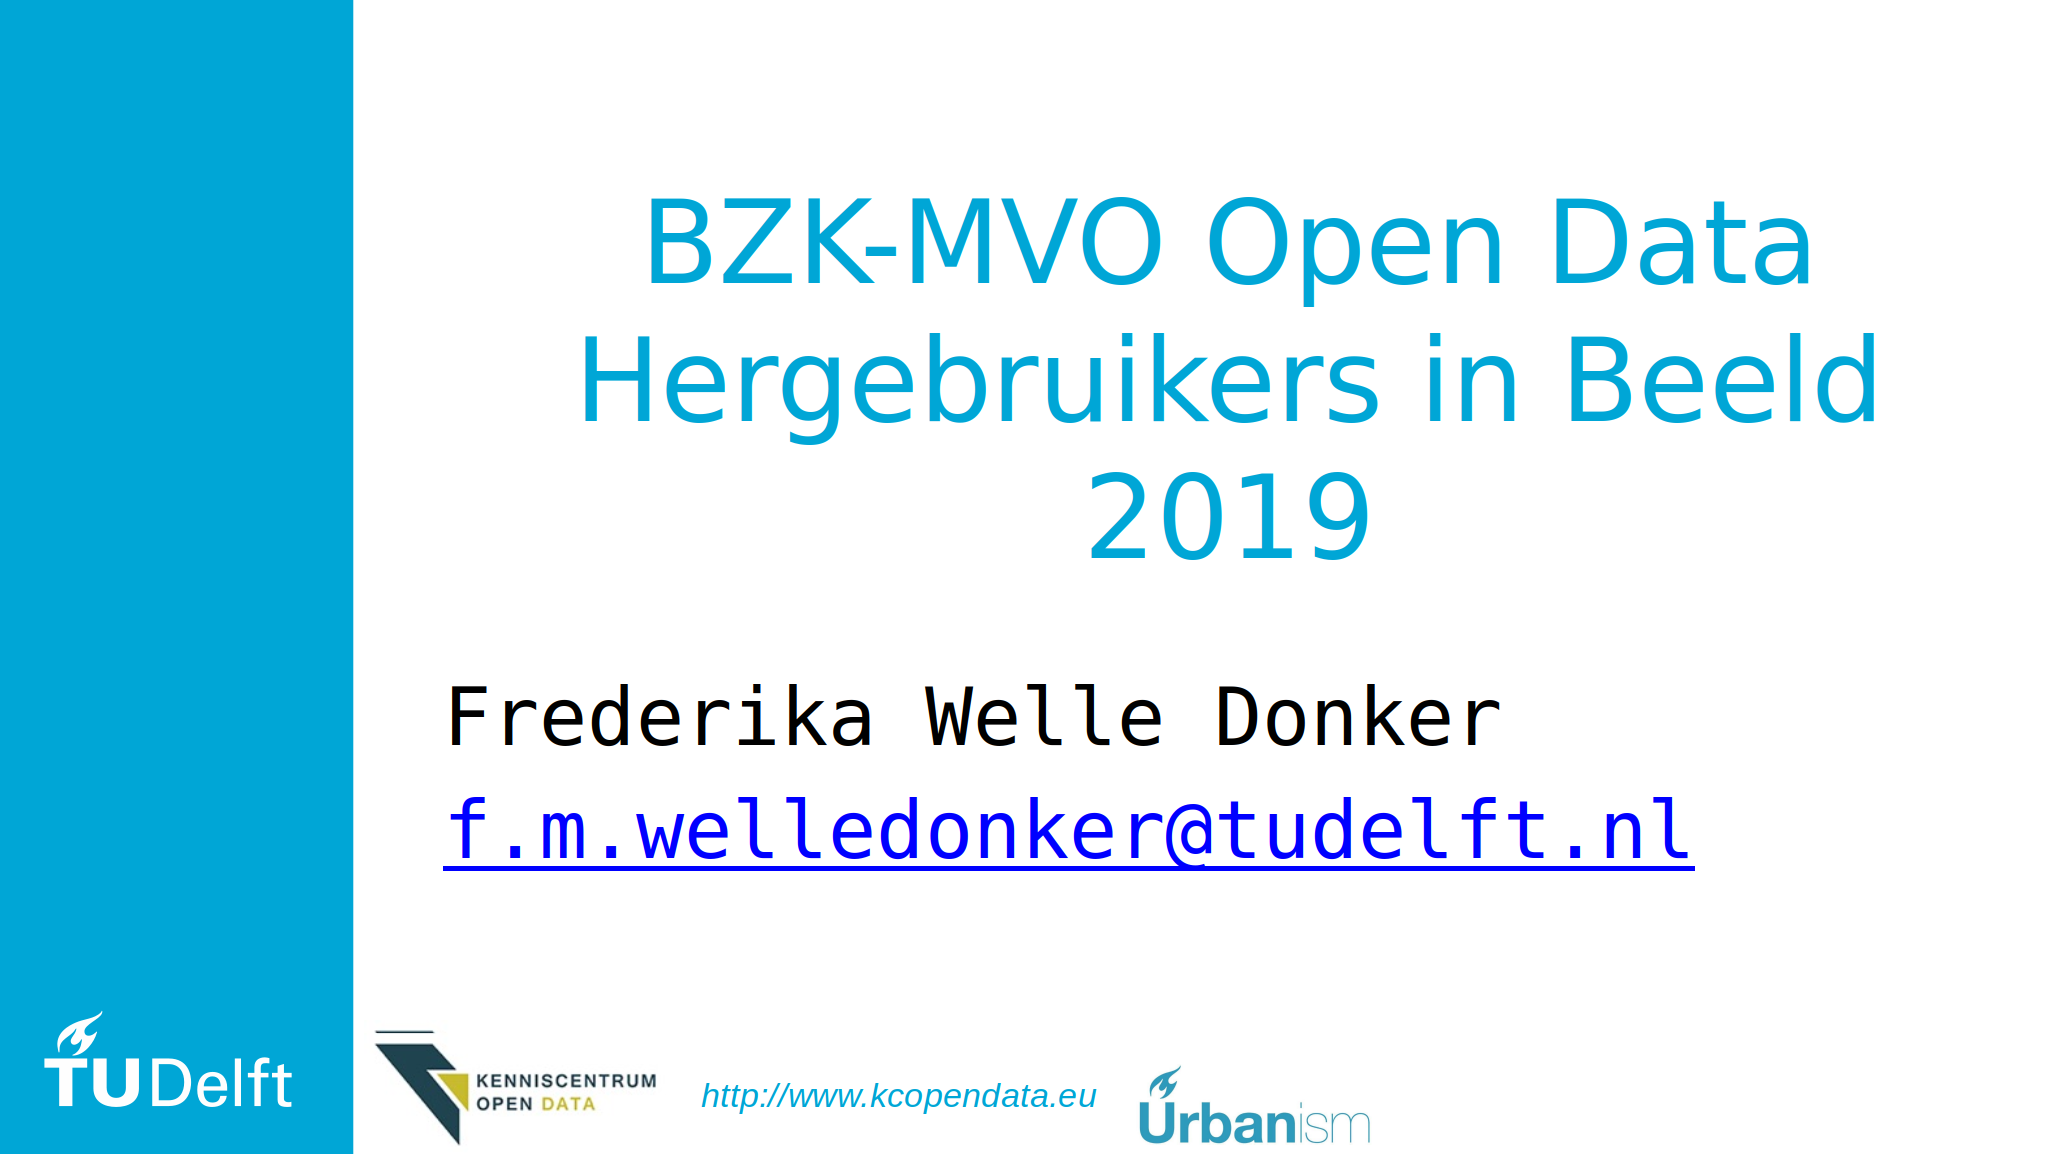 BZK-MVO Open Data
Hergebruikers in Beeld
2019
Frederika Welle Donker
f.m.welledonker@tudelft.nl
TUDelft
KENNISCENTRUM
OPEN DATA
http://www.kcopendata.eu
Urbanism